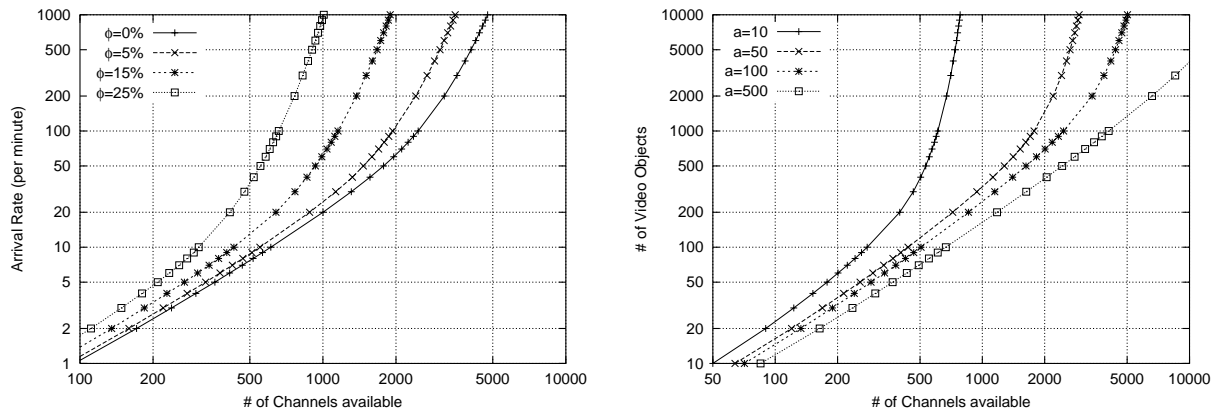 1000
500
200
100
50
20
10
5
2
1
100
200
500
1000
2000
5000
10000
Arrival Rate (per minute)
# of Channels available
ϕ=0%
ϕ=5%
ϕ=15%
ϕ=25%
10000
5000
2000
1000
500
200
100
50
20
10
50
100
500
1000
5000
10000
# of Video Objects
# of Channels available
a=10
a=50
a=100
a=500